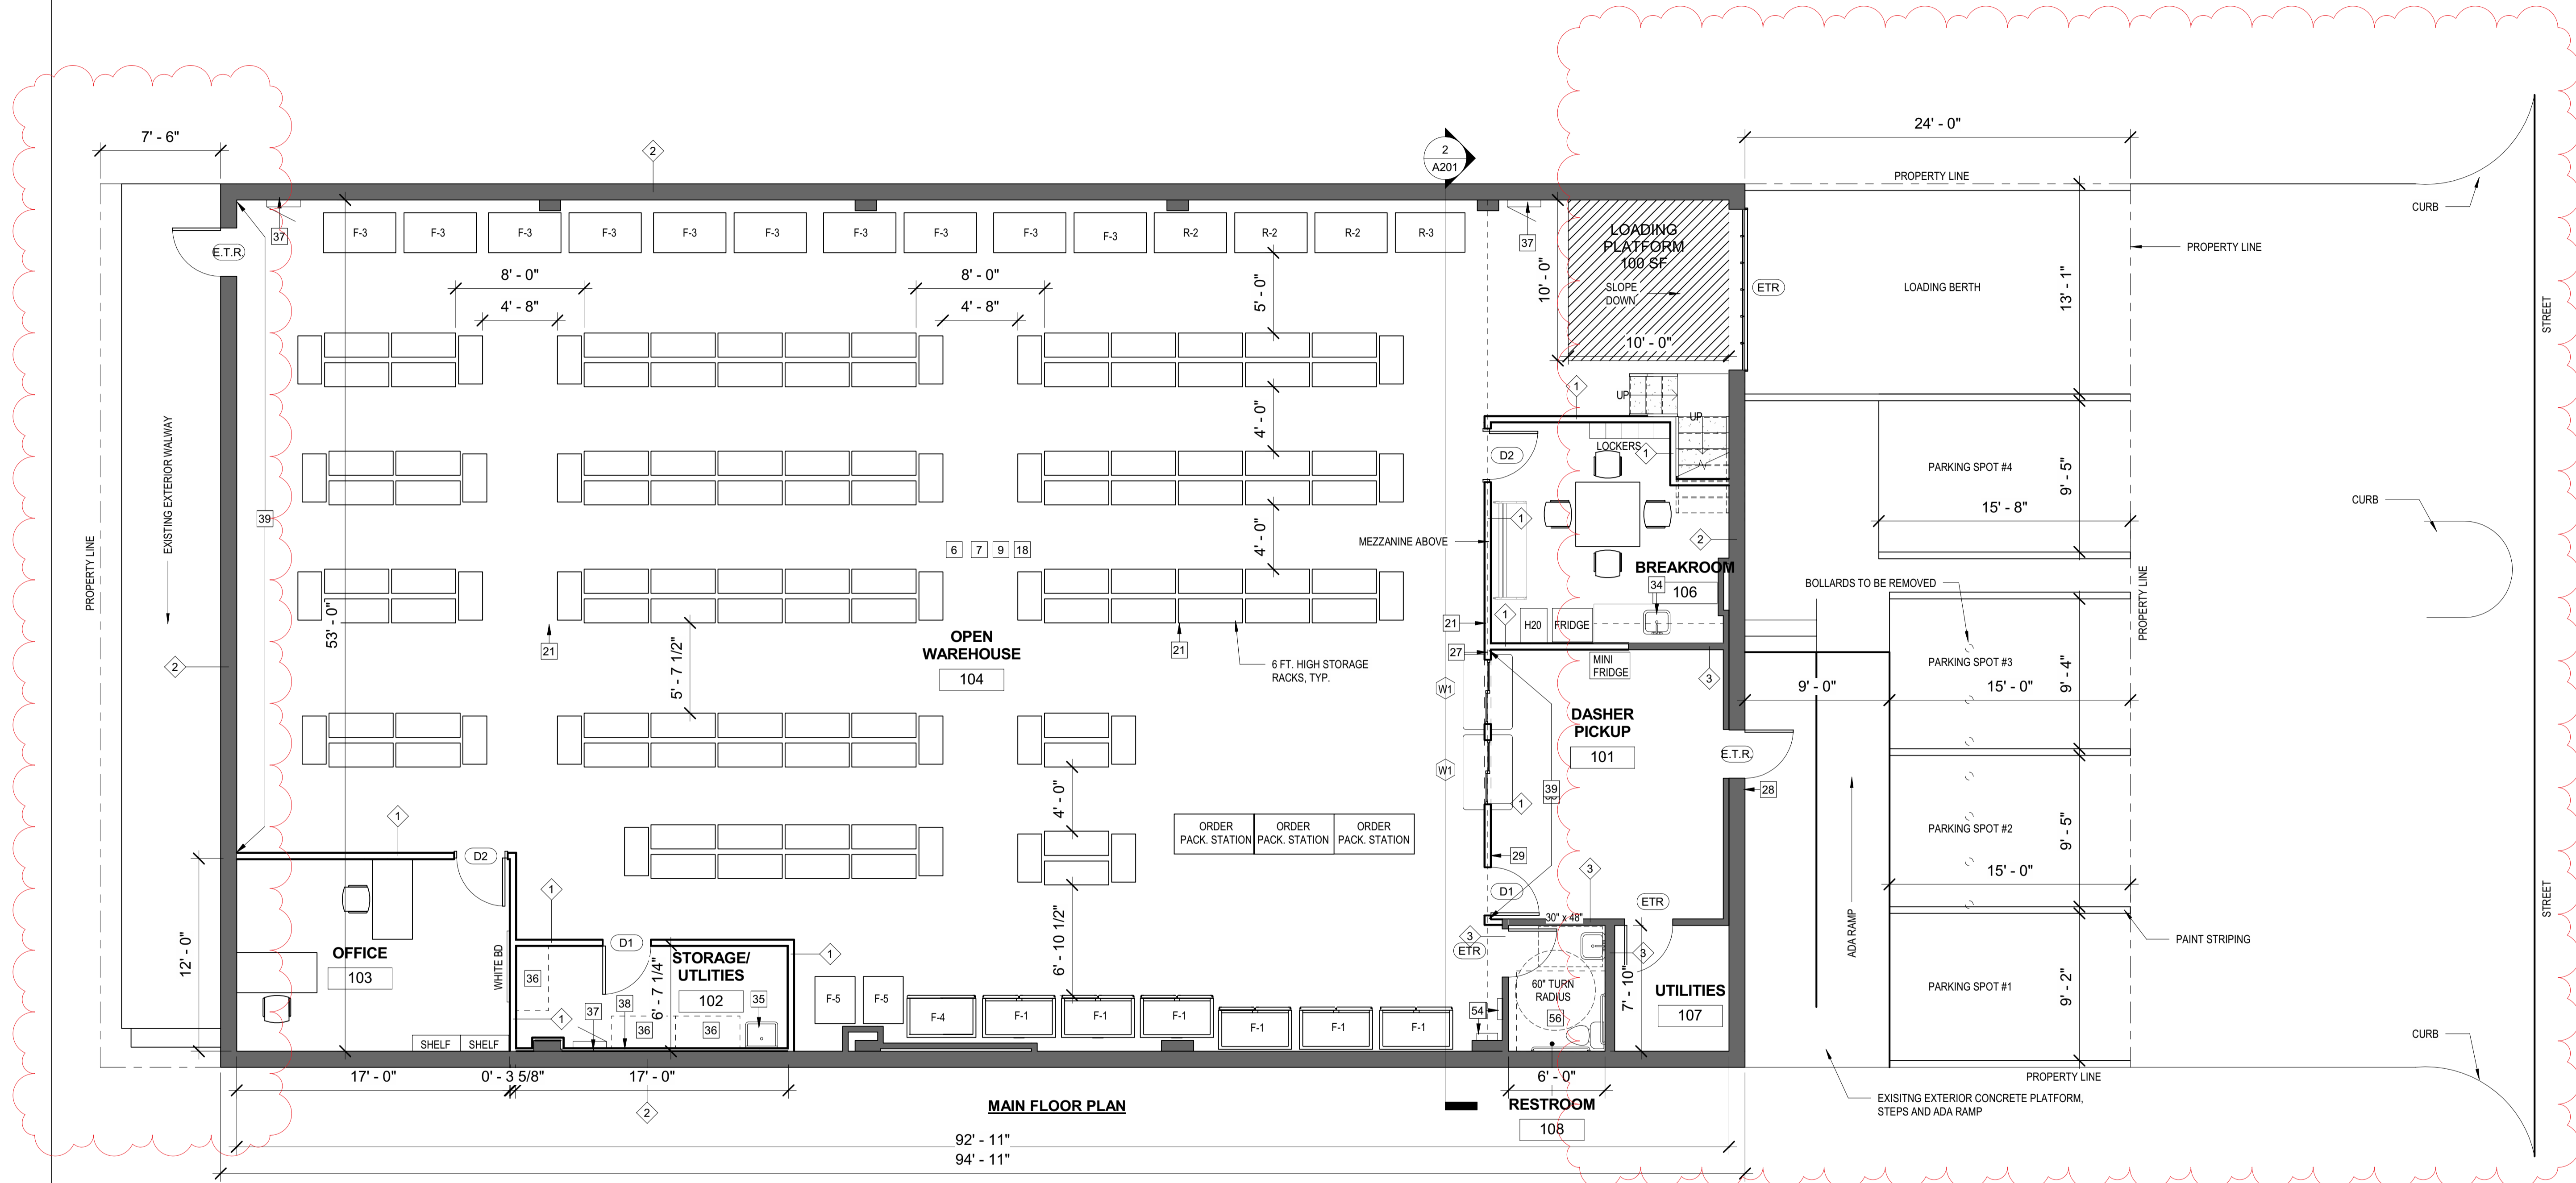 7' - 6"
24' - 0"
2
2
A201
PROPERTY LINE
CURB
PROPERTY LINE
37
E.T.R.
F-3
F-3
F-3
F-3
F-3
F-3
F-3
F-3
F-3
F-3
R-2
R-2
R-2
R-3
37
LOADING
PLATFORM
100 SF
SLOPE
DOWN
10' - 0"
10' - 0"
ETR
LOADING BERTH
13' - 1"
STREET
8' - 0"
4' - 8"
8' - 0"
4' - 8"
5' - 0"
4' - 0"
4' - 0"
1
UP
UP
LOCKERS
1
D2
PARKING SPOT #4
9' - 5"
15' - 8"
CURB
EXISTING EXTERIOR WALWAY
PROPERTY LINE
39
6
7
9
18
MEZZANINE ABOVE
1
2
BREAKROOM
34
106
BOLLARDS TO BE REMOVED
PROPERTY LINE
53' - 0"
21
5' - 7 1/2"
OPEN
WAREHOUSE
104
21
6 FT. HIGH STORAGE
RACKS, TYP.
21
1
H20
FRIDGE
27
MINI
FRIDGE
3
2
W1
W1
DASHER
PICKUP
101
E.T.R.
28
9' - 0"
PARKING SPOT #3
15' - 0"
9' - 4"
39
1
4' - 0"
ORDER
PACK. STATION
ORDER
PACK. STATION
ORDER
PACK. STATION
29
3
D1
30" x 48"
ETR
PARKING SPOT #2
9' - 5"
15' - 0"
PAINT STRIPING
STREET
ADA RAMP
1
D2
12' - 0"
OFFICE
103
WHITE BD
1
D1
STORAGE/
UTLITIES
102
35
1
36
37
38
36
36
6' - 7 1/4"
1
SHELF
SHELF
6' - 10 1/2"
F-5
F-5
F-4
F-1
F-1
F-1
F-1
F-1
F-1
54
3
ETR
3
60" TURN
RADIUS
56
7' - 10"
UTILITIES
107
PARKING SPOT #1
9' - 2"
CURB
PROPERTY LINE
17' - 0"
0' - 3 5/8"
17' - 0"
2
MAIN FLOOR PLAN
6' - 0"
RESTROOM
108
EXISITNG EXTERIOR CONCRETE PLATFORM,
STEPS AND ADA RAMP
92' - 11"
94' - 11"